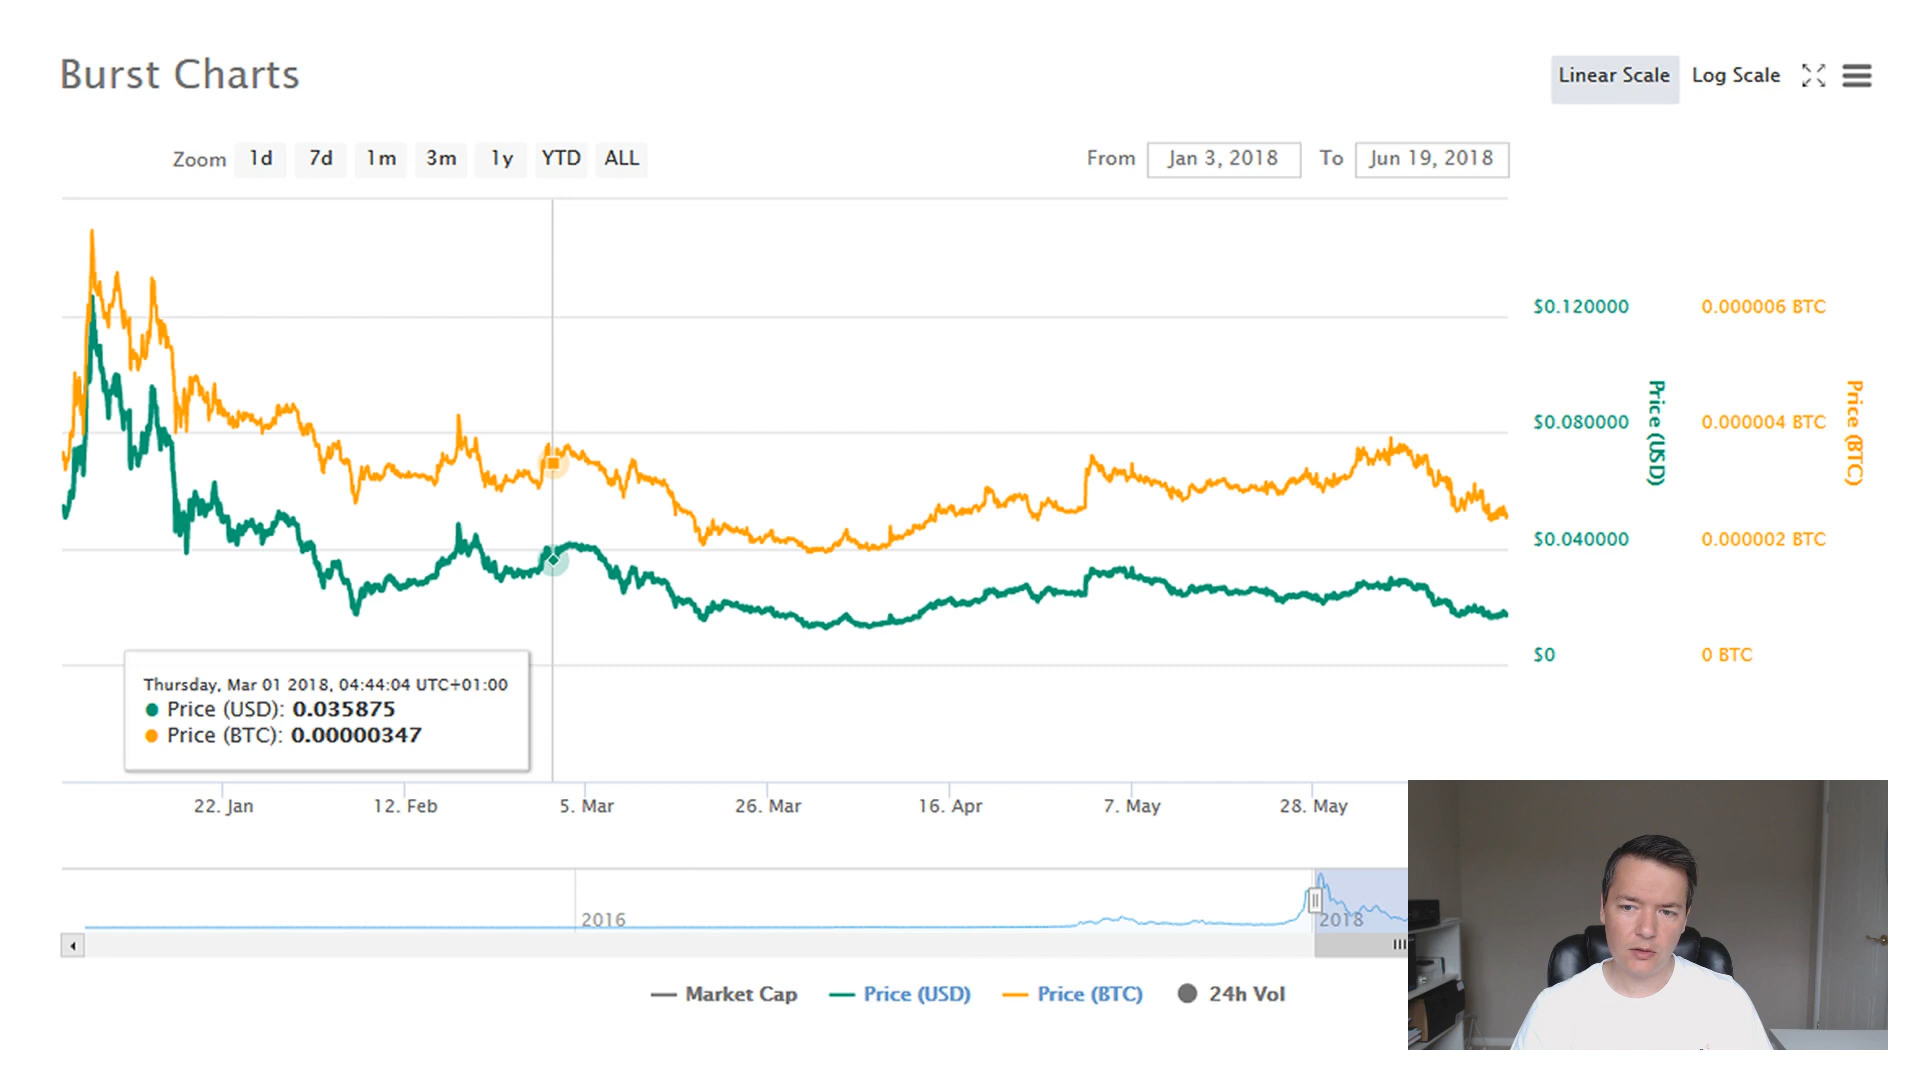 Burst Charts
Linear Scale Log Scale
Zoom 1d 7d 1m 3m 1y YTD ALL
From Jan 3, 2018 To Jun 19, 2018
$0.120000 0.000006 BTC
$0.080000 0.000004 BTC
Price (USD)
Price (BTC)
$0.040000 0.000002 BTC
$0 0 BTC
Thursday, Mar 01 2018, 04:44:04 UTC+01:00
Price (USD): 0.035875
Price (BTC): 0.00000347
22. Jan 12. Feb 5. Mar 26. Mar 16. Apr 7. May 28. May
2016 2018
Market Cap Price (USD) Price (BTC) 24h Vol